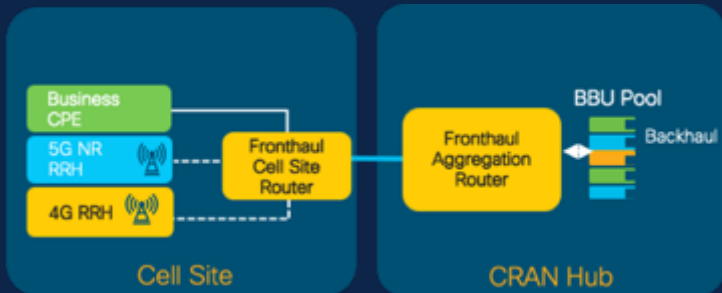 Business
CPE
5G NR
RRH
4G RRH
Fronthaul
Cell Site
Router
Cell Site
Fronthaul
Aggregation
Router
BBU Pool
Backhaul
CRAN Hub